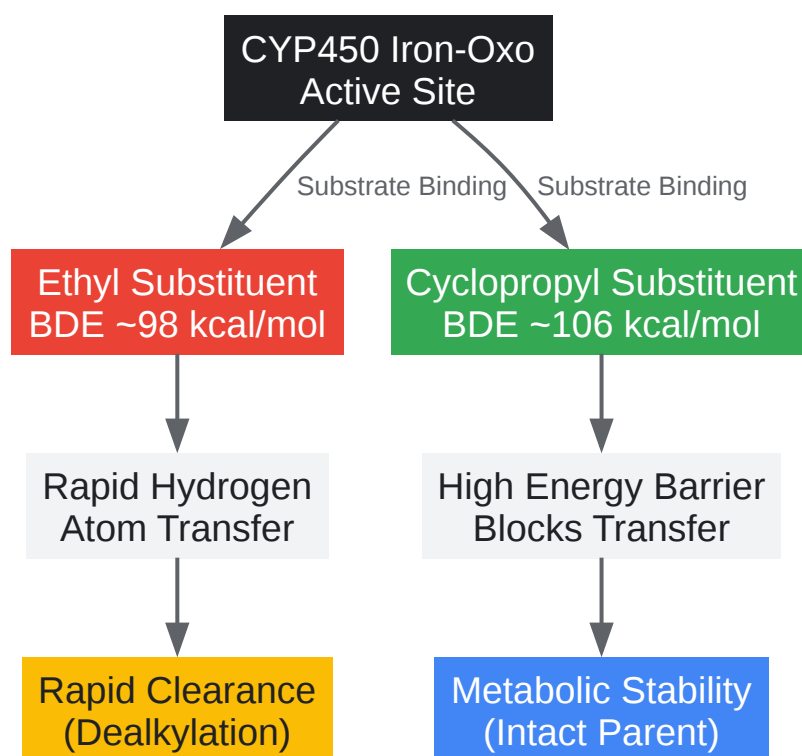 CYP450 Iron-Oxo
Active Site
Substrate Binding
Substrate Binding
Ethyl Substituent
BDE ~98 kcal/mol
Cyclopropyl Substituent
BDE ~106 kcal/mol
Rapid Hydrogen
Atom Transfer
High Energy Barrier
Blocks Transfer
Rapid Clearance
(Dealkylation)
Metabolic Stability
(Intact Parent)